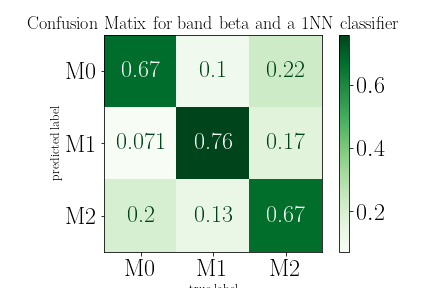 Confusion Matix for band beta and a 1NN classifier
M0 0.67 0.1 0.22
M1 0.071 0.76 0.17
M2 0.2 0.13 0.67
M0 M1 M2
predicted label
true label
0.6
0.4
0.2